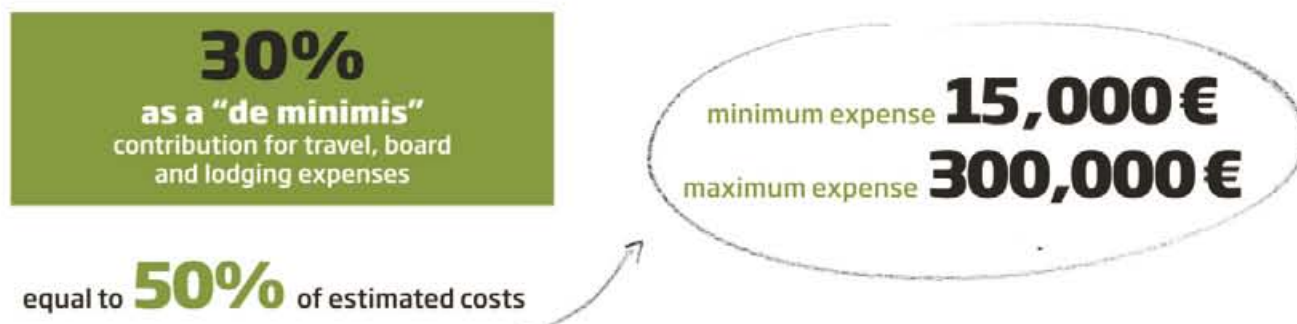 30%
as a “de minimis”
contribution for travel, board
and lodging expenses
minimum expense 15,000 €
maximum expense 300,000 €
equal to 50% of estimated costs